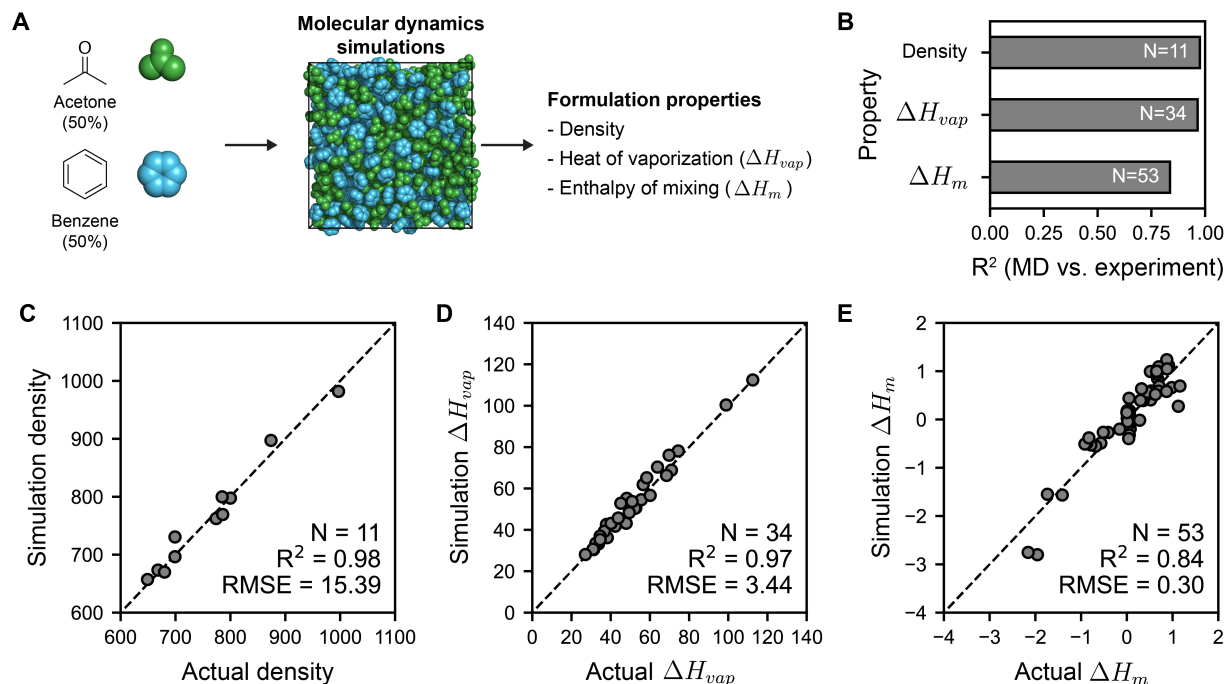 A
Molecular dynamics
simulations
O
Acetone
(50%)
Benzene
(50%)
Formulation properties
- Density
- Heat of vaporization (ΔH_vap)
- Enthalpy of mixing (ΔH_m)
B
Property
Density
ΔH_vap
ΔH_m
N=11
N=34
N=53
0.00 0.25 0.50 0.75 1.00
R² (MD vs. experiment)
C
Simulation density
1100
1000
900
800
700
600
N = 11
R² = 0.98
RMSE = 15.39
600 700 800 900 1000 1100
Actual density
D
Simulation ΔH_vap
140
120
100
80
60
40
20
0
N = 34
R² = 0.97
RMSE = 3.44
0 20 40 60 80 100 120 140
Actual ΔH_vap
E
Simulation ΔH_m
2
1
0
−1
−2
−3
−4
N = 53
R² = 0.84
RMSE = 0.30
−4 −3 −2 −1 0 1 2
Actual ΔH_m